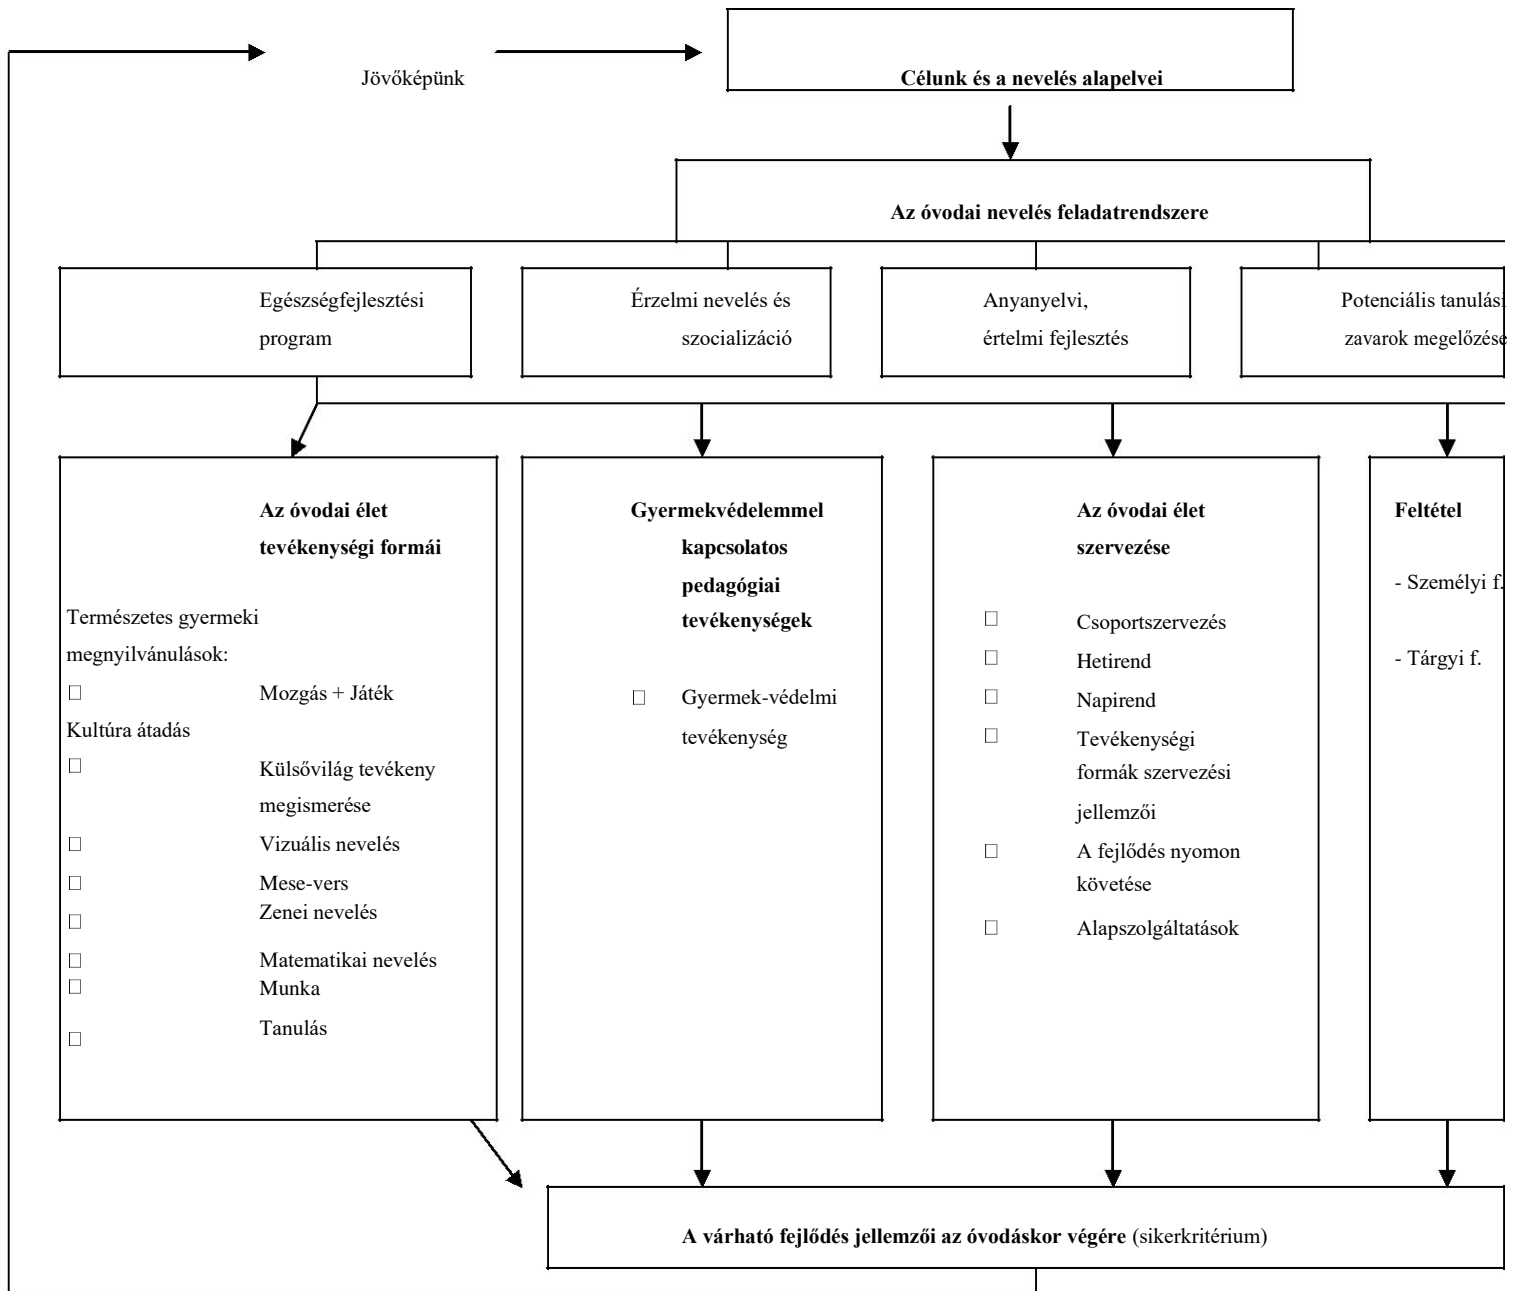 Jövőképünk
Célunk és a nevelés alapelvei
Az óvodai nevelés feladatrendszere
Egészségfejlesztési
program
Érzelmi nevelés és
szocializáció
Anyanyelvi,
értelmi fejlesztés
Potenciális tanulási
zavarok megelőzése
Az óvodai élet
tevékenységi formái
Természetes gyermeki
megnyilvánulások:
Mozgás + Játék
Kultúra átadás
Külsővilág tevékeny
megismerése
Vizuális nevelés
Mese-vers
Zenei nevelés
Matematikai nevelés
Munka
Tanulás
Gyermekvédelemmel
kapcsolatos
pedagógiai
tevékenységek
Gyermek-védelmi
tevékenység
Az óvodai élet
szervezése
Csoportszervezés
Hetirend
Napirend
Tevékenységi
formák szervezési
jellemzői
A fejlődés nyomon
követése
Alapszolgáltatások
Feltétel
- Személyi f.
- Tárgyi f.
A várható fejlődés jellemzői az óvodáskor végére (sikerkritérium)